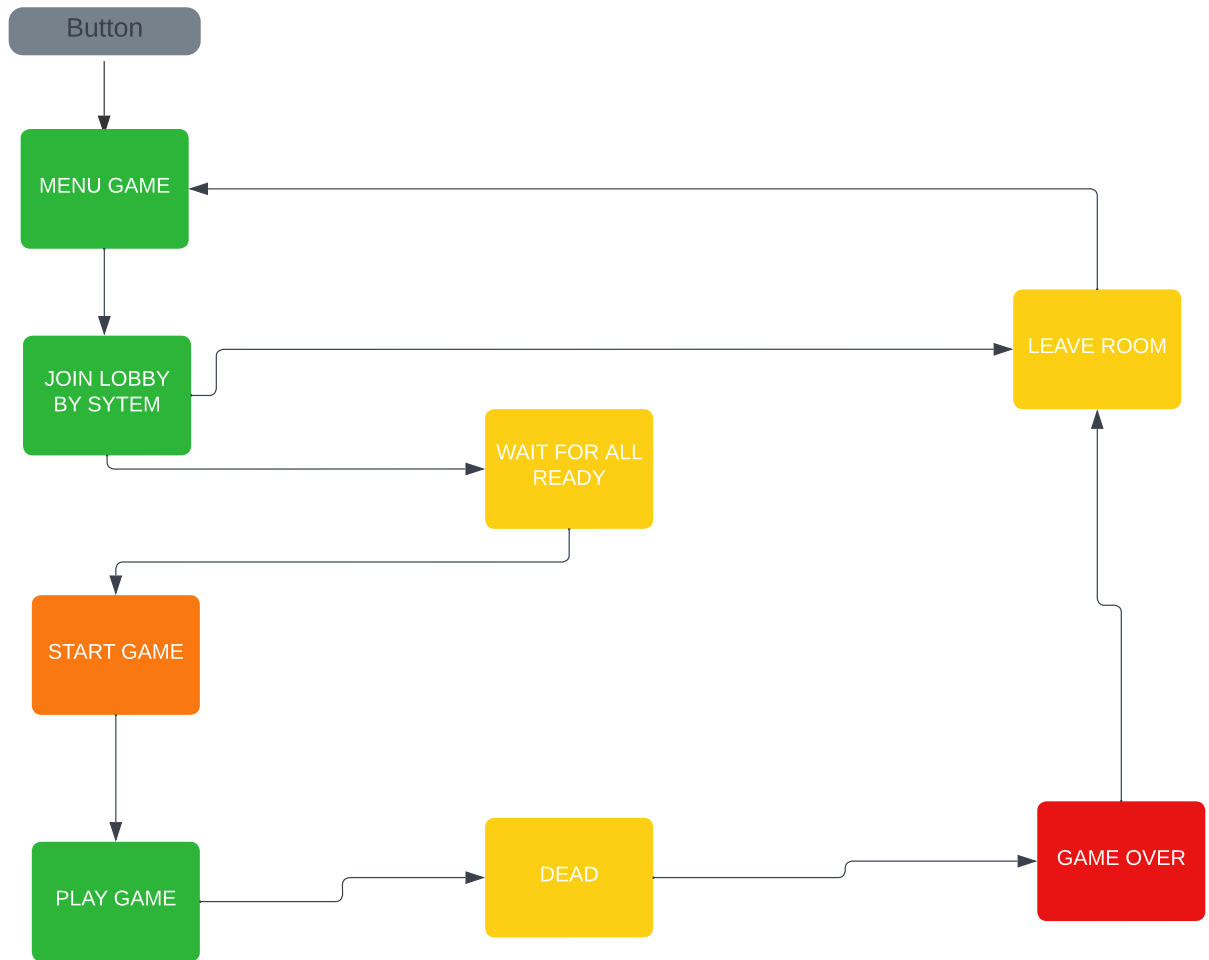 Button
MENU GAME
JOIN LOBBY
BY SYTEM
LEAVE ROOM
WAIT FOR ALL
READY
START GAME
PLAY GAME
DEAD
GAME OVER